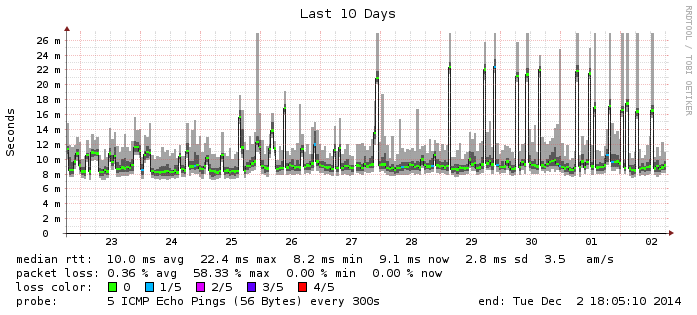 Last 10 Days
RRDTOOL / TOBI OETIKER
Seconds
26 m
24 m
22 m
20 m
18 m
16 m
14 m
12 m
10 m
8 m
6 m
4 m
2 m
0
23 24 25 26 27 28 29 30 01 02
median rtt: 10.0 ms avg 22.4 ms max 8.2 ms min 9.1 ms now 2.8 ms sd 3.5 am/s
packet loss: 0.36 % avg 58.33 % max 0.00 % min 0.00 % now
loss color: 0 1/5 2/5 3/5 4/5
probe: 5 ICMP Echo Pings (56 Bytes) every 300s end: Tue Dec 2 18:05:10 2014